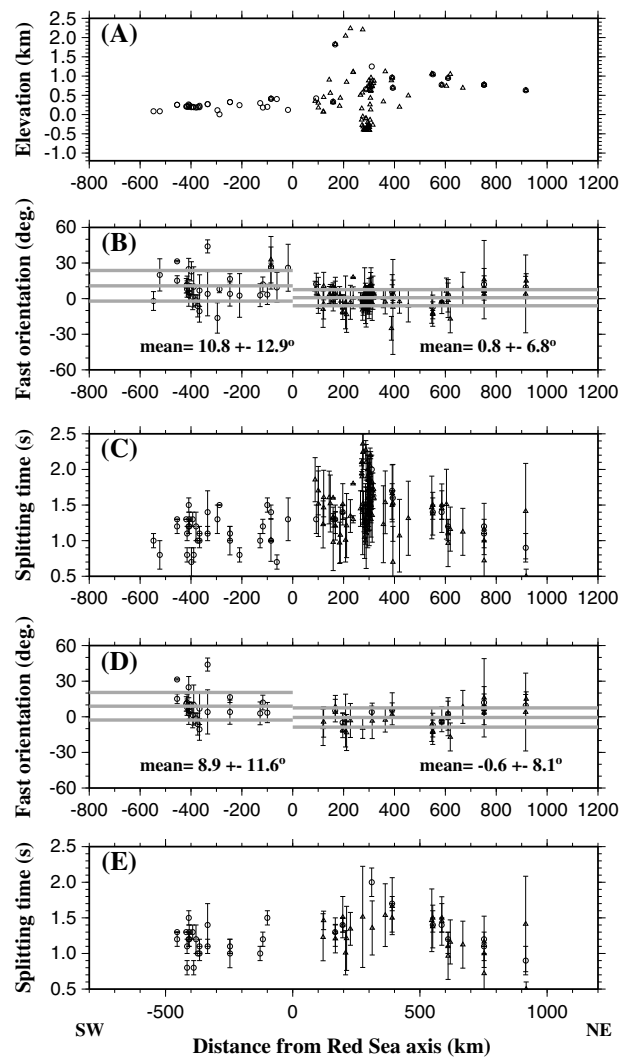 (A)
Elevation (km)
2.5
2.0
1.5
1.0
0.5
0.0
-0.5
-1.0
-800 -600 -400 -200 0 200 400 600 800 1000 1200
(B)
Fast orientation (deg.)
60
30
0
-30
-60
mean= 10.8 +- 12.9º
mean= 0.8 +- 6.8º
-800 -600 -400 -200 0 200 400 600 800 1000 1200
(C)
Splitting time (s)
2.5
2.0
1.5
1.0
0.5
-800 -600 -400 -200 0 200 400 600 800 1000 1200
(D)
Fast orientation (deg.)
60
30
0
-30
-60
mean= 8.9 +- 11.6º
mean= -0.6 +- 8.1º
-800 -600 -400 -200 0 200 400 600 800 1000 1200
(E)
Splitting time (s)
2.5
2.0
1.5
1.0
0.5
-500 0 500 1000
SW
NE
Distance from Red Sea axis (km)